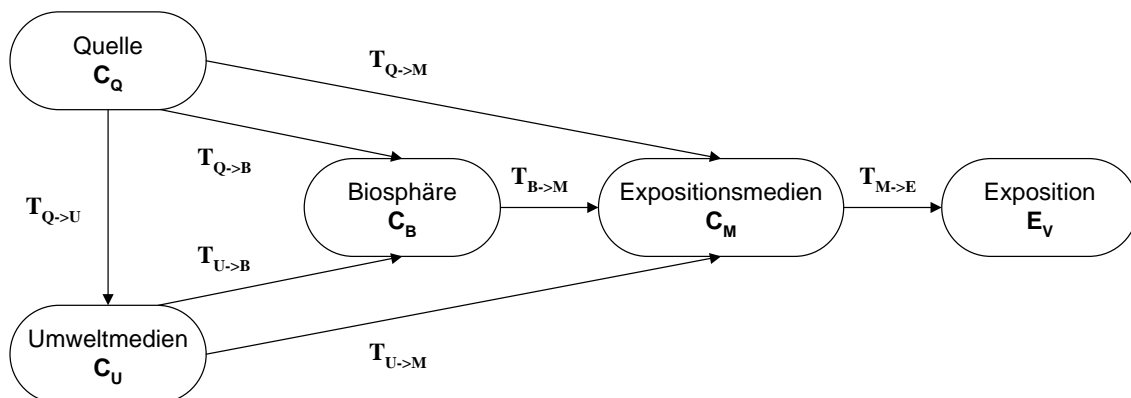 Quelle
C_Q
T_Q->M
T_Q->B
T_Q->U
Biosphäre
C_B
T_B->M
Expositionsmedien
C_M
T_M->E
Exposition
E_V
T_U->B
Umweltmedien
C_U
T_U->M